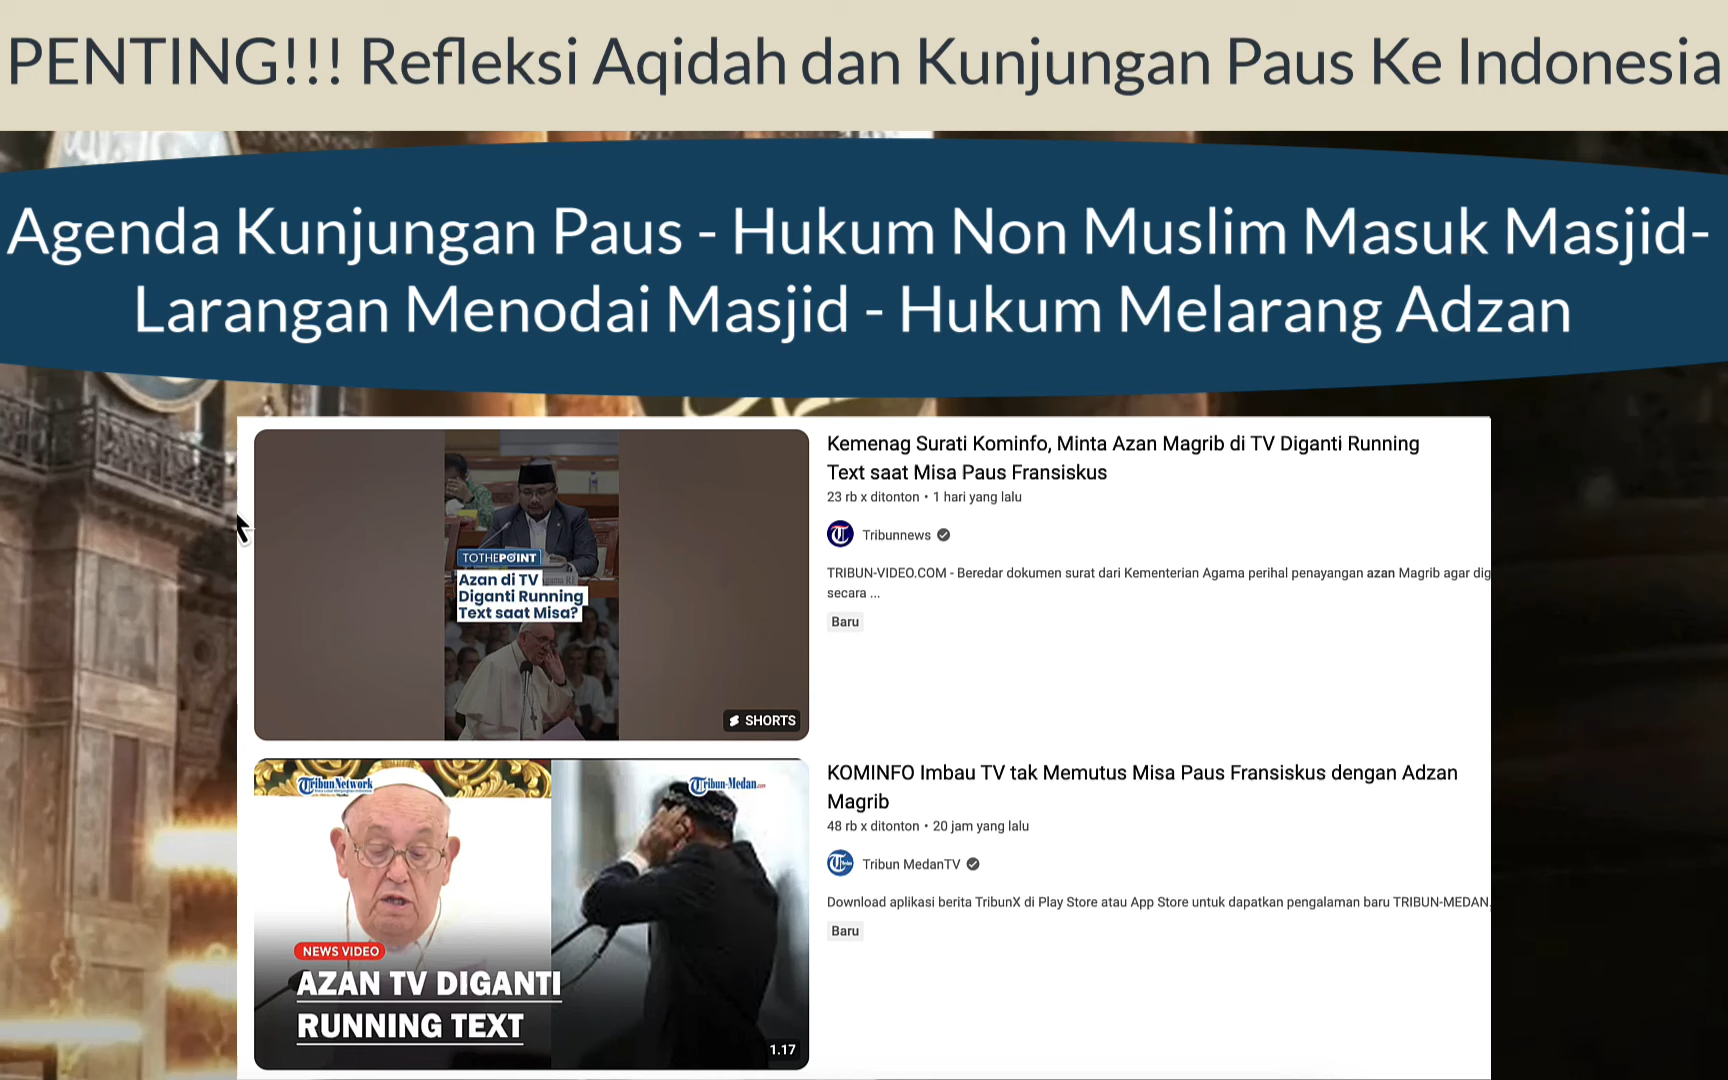 PENTING!!! Refleksi Aqidah dan Kunjungan Paus Ke Indonesia
Agenda Kunjungan Paus - Hukum Non Muslim Masuk Masjid-
Larangan Menodai Masjid - Hukum Melarang Adzan
TOTHEPOINT
Azan di TV
Diganti Running
Text saat Misa?
SHORTS
Kemenag Surati Kominfo, Minta Azan Magrib di TV Diganti Running
Text saat Misa Paus Fransiskus
23 rb x ditonton • 1 hari yang lalu
Tribunnews
TRIBUN-VIDEO.COM - Beredar dokumen surat dari Kementerian Agama perihal penayangan azan Magrib agar dig
secara ...
Baru
TribunNetwork
Tribun-Medan.com
NEWS VIDEO
AZAN TV DIGANTI
RUNNING TEXT
1.17
KOMINFO Imbau TV tak Memutus Misa Paus Fransiskus dengan Adzan
Magrib
48 rb x ditonton • 20 jam yang lalu
Tribun MedanTV
Download aplikasi berita TribunX di Play Store atau App Store untuk dapatkan pengalaman baru TRIBUN-MEDAN.
Baru